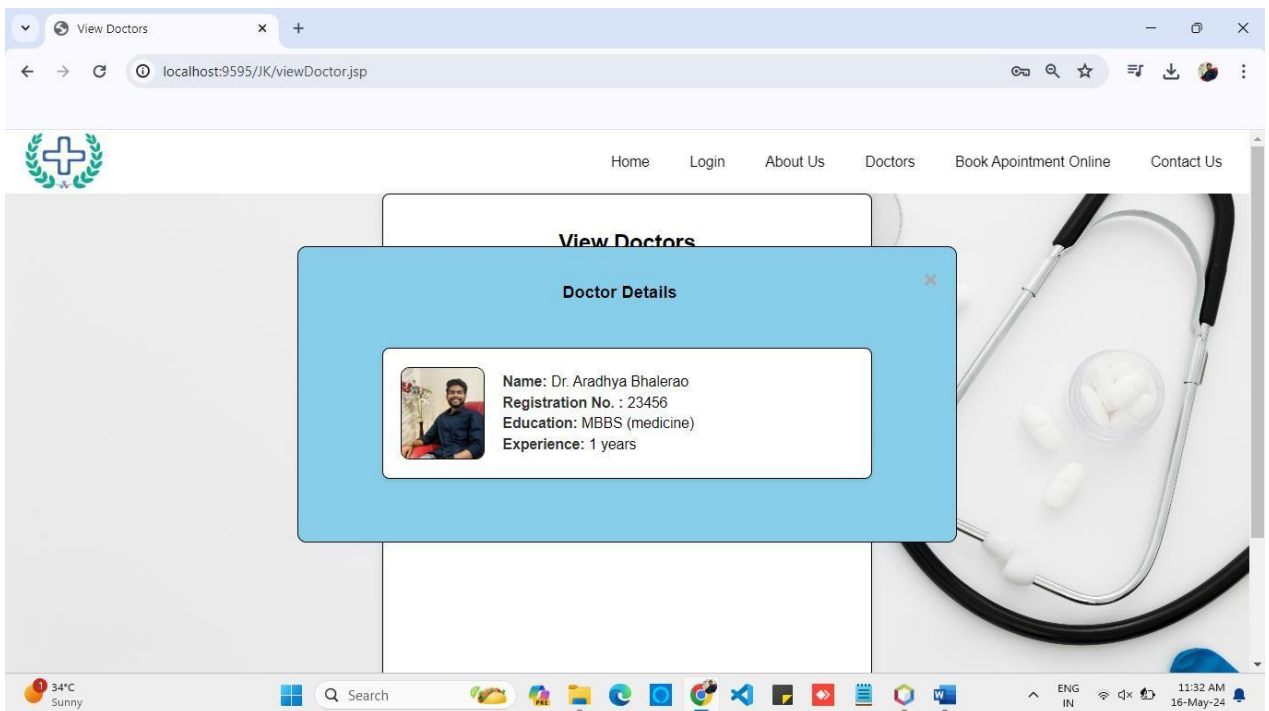 View Doctors
localhost:9595/JK/viewDoctor.jsp
Home Login About Us Doctors Book Apointment Online Contact Us
View Doctors
Doctor Details
×
Name: Dr. Aradhya Bhalerao
Registration No. : 23456
Education: MBBS (medicine)
Experience: 1 years
1
34°C
Sunny
Search
PRE
ENG
IN
11:32 AM
16-May-24